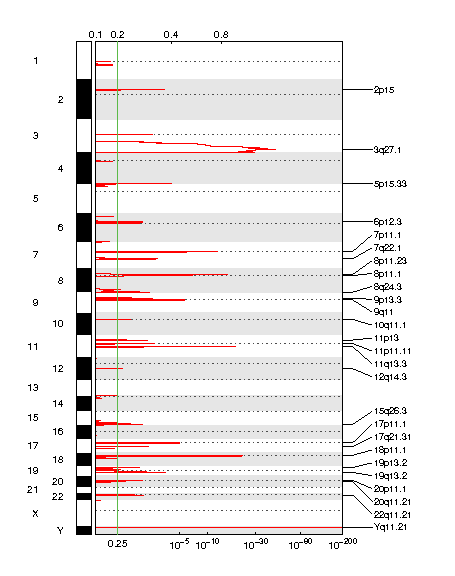 0.1 0.2 0.4 0.8
1
2
3
4
5
6
7
8
9
10
11
12
13
14
15
16
17
18
19
20
21
22
X
Y
2p15
3q27.1
5p15.33
6p12.3
7p11.1
7q22.1
8p11.23
8p11.1
8q24.3
9p13.3
9q11
10q11.1
11p13
11p11.11
11q13.3
12q14.3
15q26.3
17p11.1
17q21.31
18p11.1
19p13.2
19q13.2
20p11.1
20q11.21
22q11.21
Yq11.21
0.25 10^-5 10^-10 10^-30 10^-90 10^-200